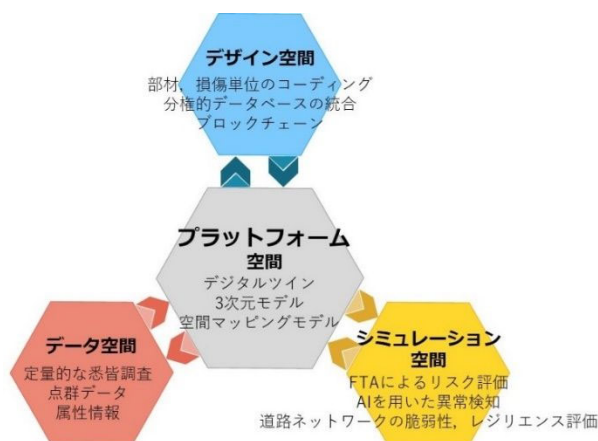 デザイン空間
部材，損傷単位のコーディング
分権的データベースの統合
ブロックチェーン
プラットフォーム
空間
デジタルツイン
3次元モデル
空間マッピングモデル
データ空間
定量的な悉皆調査
点群データ
属性情報
シミュレーション
空間
FTAによるリスク評価
AIを用いた異常検知
道路ネットワークの脆弱性，レジリエンス評価